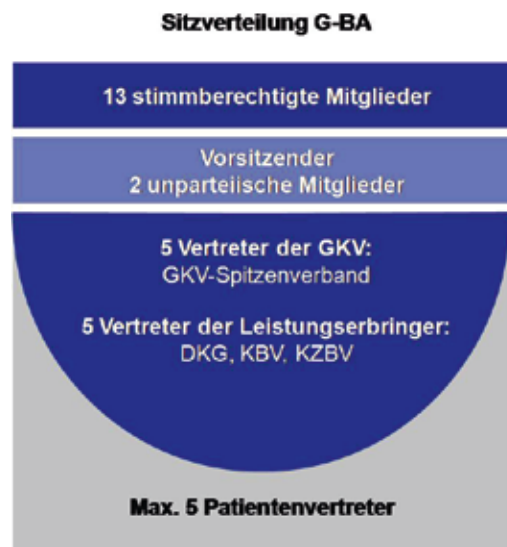 Sitzverteilung G-BA
13 stimmberechtigte Mitglieder
Vorsitzender
2 unparteiische Mitglieder
5 Vertreter der GKV:
GKV-Spitzenverband
5 Vertreter der Leistungserbringer:
DKG, KBV, KZBV
Max. 5 Patientenvertreter